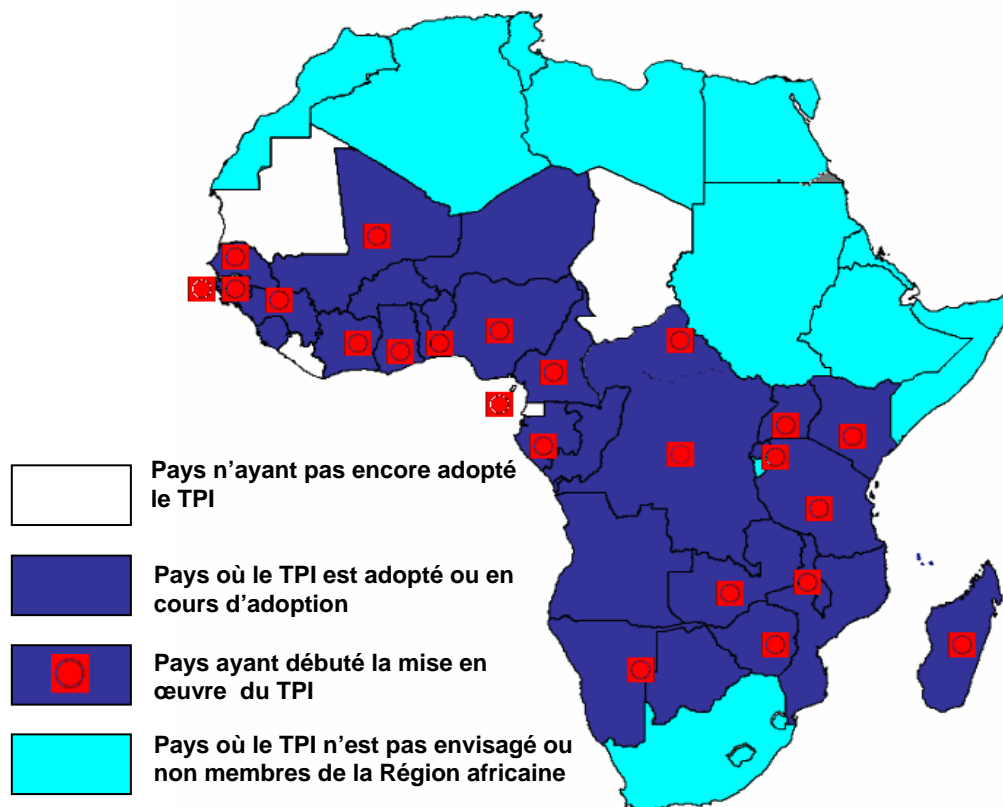 Pays n'ayant pas encore adopté
le TPI
Pays où le TPI est adopté ou en
cours d'adoption
Pays ayant débuté la mise en
œuvre  du TPI
Pays où le TPI n'est pas envisagé ou
non membres de la Région africaine